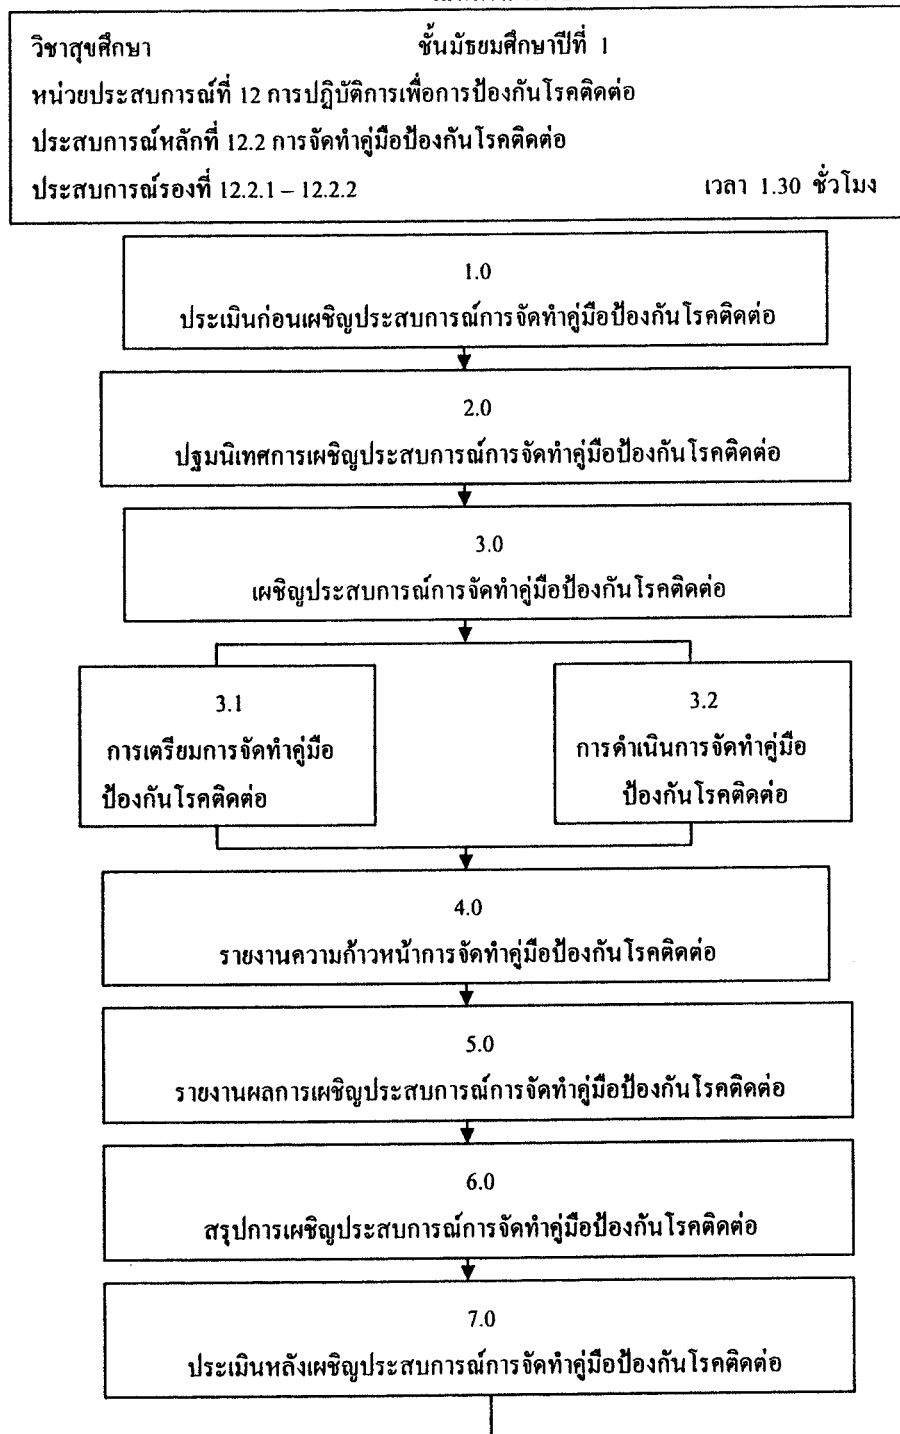 วิชาสุขศึกษา ชั้นมัธยมศึกษาปีที่ 1
หน่วยประสบการณ์ที่ 12 การปฏิบัติการเพื่อการป้องกันโรคติดต่อ
ประสบการณ์หลักที่ 12.2 การจัดทำคู่มือป้องกันโรคติดต่อ
ประสบการณ์รองที่ 12.2.1 – 12.2.2 เวลา 1.30 ชั่วโมง
1.0
ประเมินก่อนเผชิญประสบการณ์การจัดทำคู่มือป้องกันโรคติดต่อ
2.0
ปฐมนิเทศการเผชิญประสบการณ์การจัดทำคู่มือป้องกันโรคติดต่อ
3.0
เผชิญประสบการณ์การจัดทำคู่มือป้องกันโรคติดต่อ
3.1
การเตรียมการจัดทำคู่มือ
ป้องกันโรคติดต่อ
3.2
การดำเนินการจัดทำคู่มือ
ป้องกันโรคติดต่อ
4.0
รายงานความก้าวหน้าการจัดทำคู่มือป้องกันโรคติดต่อ
5.0
รายงานผลการเผชิญประสบการณ์การจัดทำคู่มือป้องกันโรคติดต่อ
6.0
สรุปการเผชิญประสบการณ์การจัดทำคู่มือป้องกันโรคติดต่อ
7.0
ประเมินหลังเผชิญประสบการณ์การจัดทำคู่มือป้องกันโรคติดต่อ